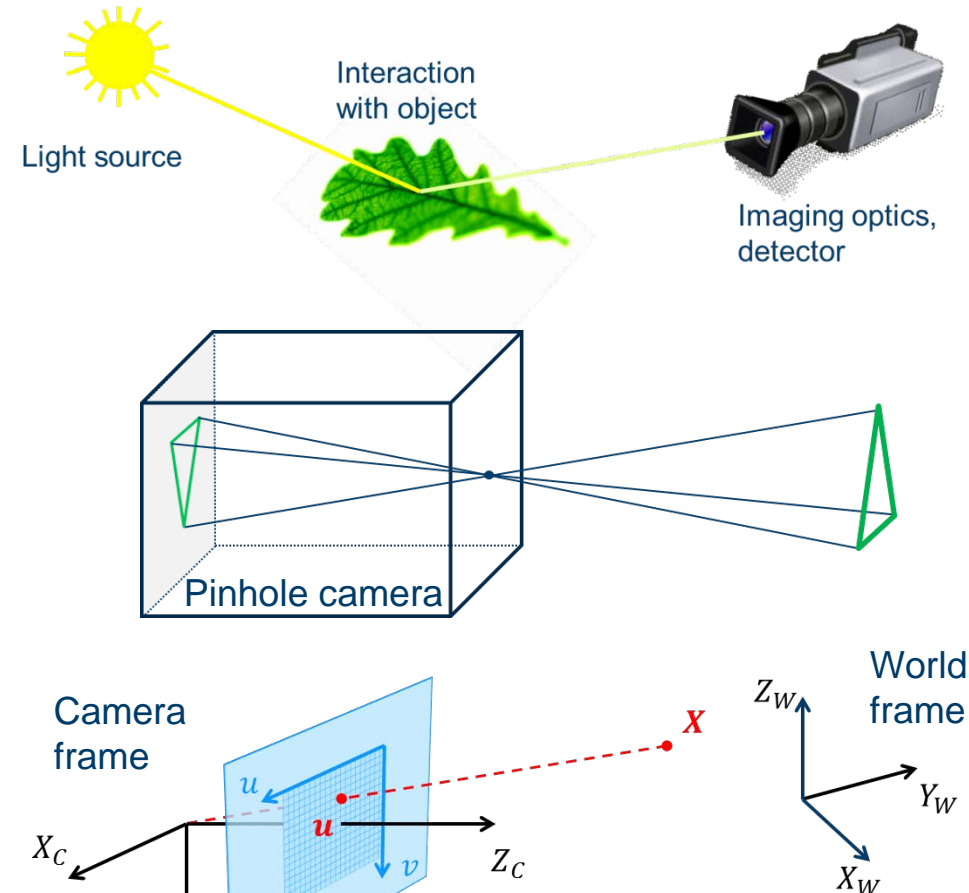 Interaction
with object
Light source
Imaging optics,
detector
Pinhole camera
World
frame
Camera
frame
Z_W
X
u
Y_W
u
X_C
v
Z_C
X_W